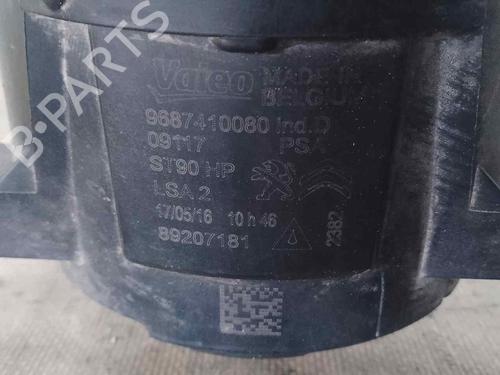 B-PARTS
Valeo MADE IN
BELGIUM
9687410080 Ind.D
09117 PSA
ST90 HP
LSA 2
17/05/16 10 h 46
89207181 2382